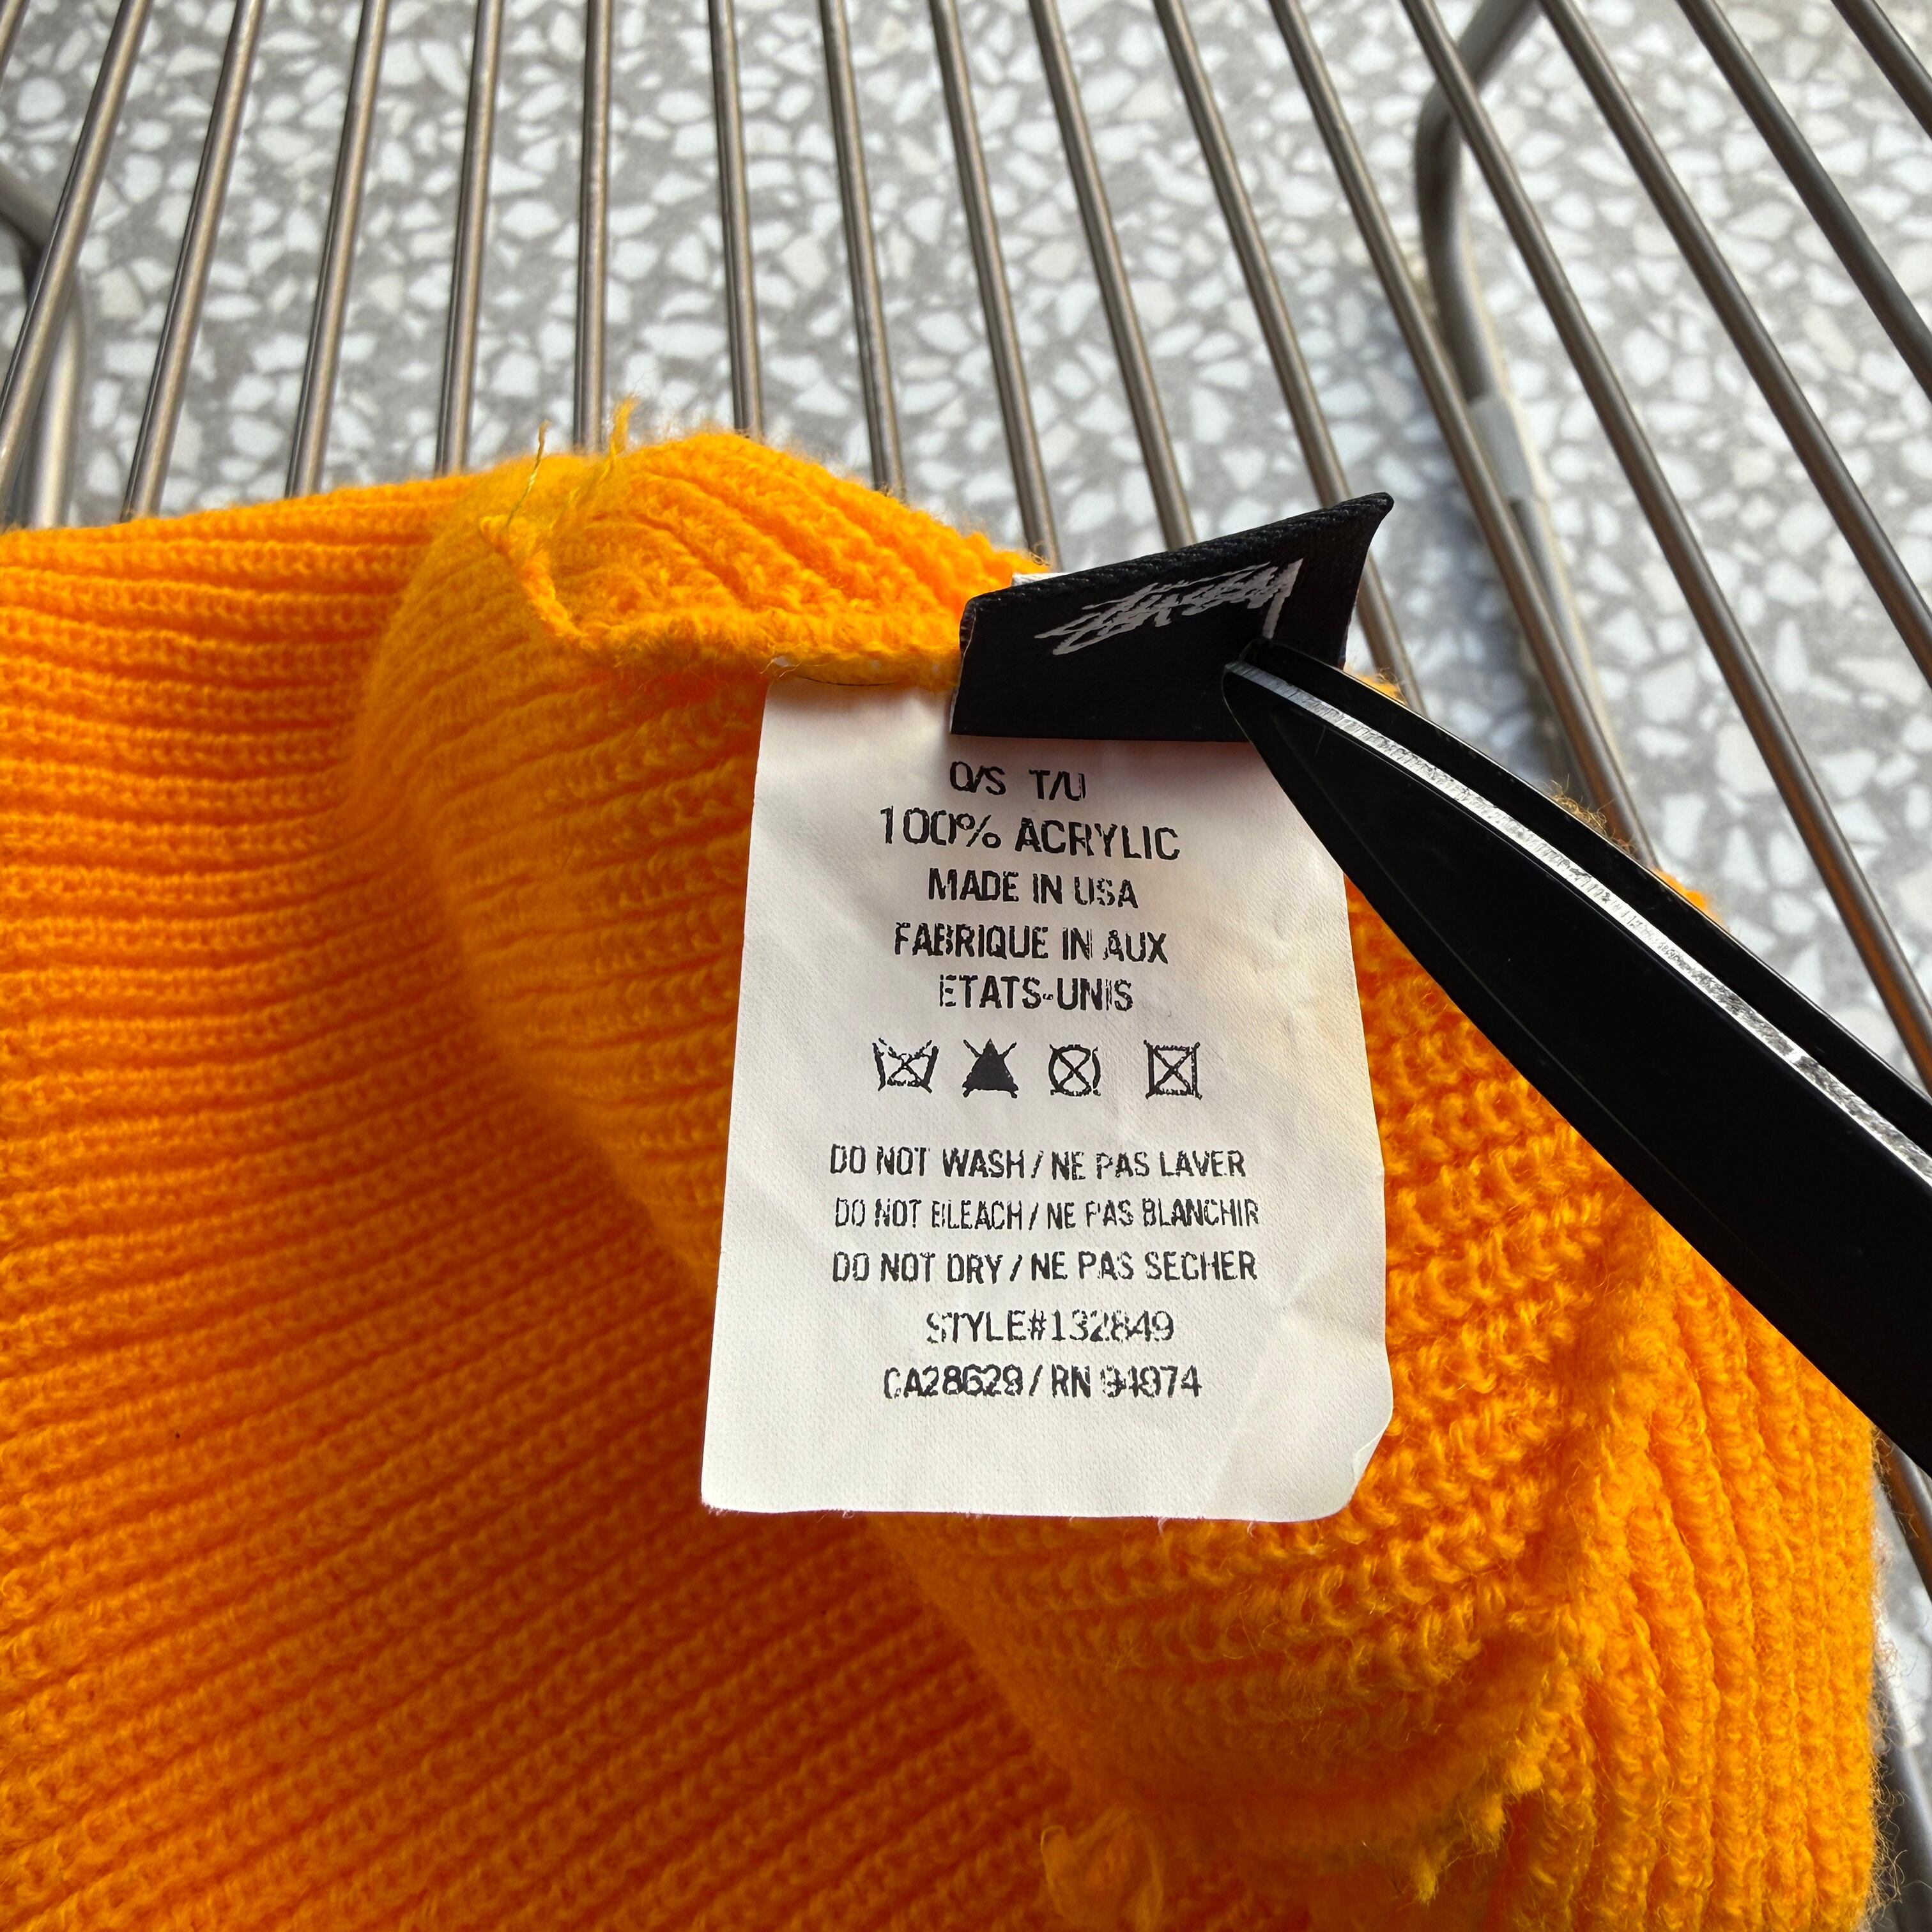 Stüssy
O/S T/U
100% ACRYLIC
MADE IN USA
FABRIQUE IN AUX
ETATS-UNIS
DO NOT WASH / NE PAS LAVER
DO NOT BLEACH / NE PAS BLANCHIR
DO NOT DRY / NE PAS SECHER
STYLE#132849
CA28629 / RN 94974